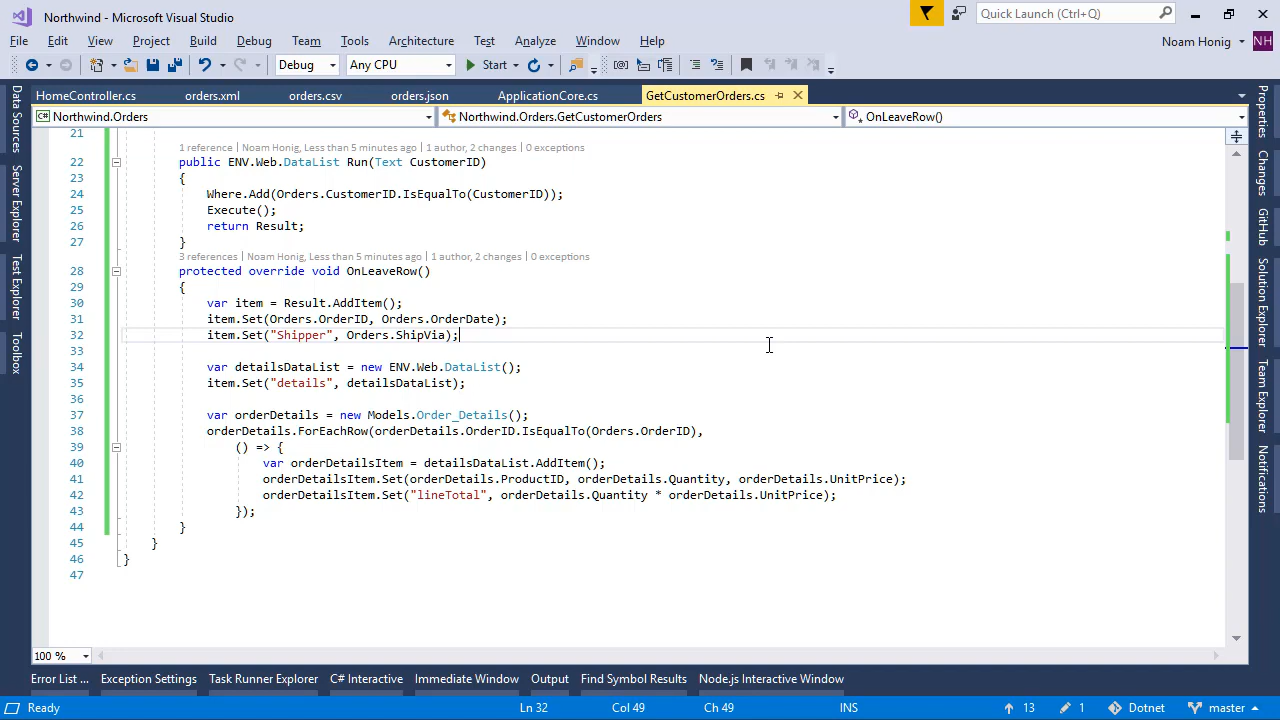 Northwind - Microsoft Visual Studio
Quick Launch (Ctrl+Q)
File Edit View Project Build Debug Team Tools Architecture Test Analyze Window Help
Noam Honig NH
Debug Any CPU Start
HomeController.cs orders.xml orders.csv orders.json ApplicationCore.cs GetCustomerOrders.cs
C# Northwind.Orders Northwind.Orders.GetCustomerOrders OnLeaveRow()
21
1 reference | Noam Honig, Less than 5 minutes ago | 1 author, 2 changes | 0 exceptions
22 public ENV.Web.DataList Run(Text CustomerID)
23 {
24 Where.Add(Orders.CustomerID.IsEqualTo(CustomerID));
25 Execute();
26 return Result;
27 }
3 references | Noam Honig, Less than 5 minutes ago | 1 author, 2 changes | 0 exceptions
28 protected override void OnLeaveRow()
29 {
30 var item = Result.AddItem();
31 item.Set(Orders.OrderID, Orders.OrderDate);
32 item.Set("Shipper", Orders.ShipVia);
33
34 var detailsDataList = new ENV.Web.DataList();
35 item.Set("details", detailsDataList);
36
37 var orderDetails = new Models.Order_Details();
38 orderDetails.ForEachRow(orderDetails.OrderID.IsEqualTo(Orders.OrderID),
39 () => {
40 var orderDetailsItem = detailsDataList.AddItem();
41 orderDetailsItem.Set(orderDetails.ProductID, orderDetails.Quantity, orderDetails.UnitPrice);
42 orderDetailsItem.Set("lineTotal", orderDetails.Quantity * orderDetails.UnitPrice);
43 });
44 }
45 }
46 }
47
Data Sources
Server Explorer
Test Explorer
Toolbox
Properties
Changes
GitHub
Solution Explorer
Team Explorer
Notifications
100 %
Error List ... Exception Settings Task Runner Explorer C# Interactive Immediate Window Output Find Symbol Results Node.js Interactive Window
Ready Ln 32 Col 49 Ch 49 INS 13 1 Dotnet master